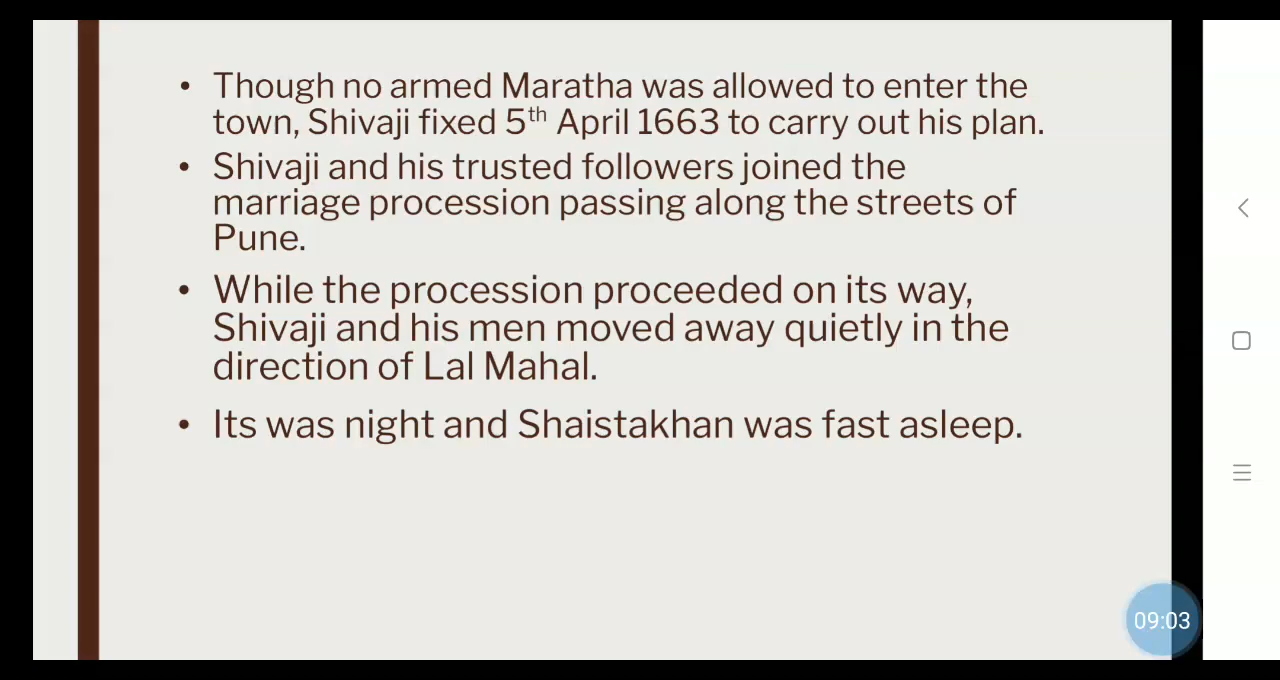 • Though no armed Maratha was allowed to enter the
town, Shivaji fixed 5th April 1663 to carry out his plan.
• Shivaji and his trusted followers joined the
marriage procession passing along the streets of
Pune.
• While the procession proceeded on its way,
Shivaji and his men moved away quietly in the
direction of Lal Mahal.
• Its was night and Shaistakhan was fast asleep.
09:03